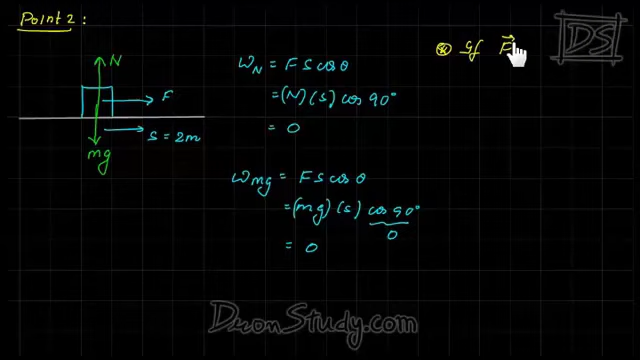 Point 2 :
N
F
S = 2m
mg
W_N = F s cos θ
= (N) (s) cos 90°
= 0
W_mg = F s cos θ
= (mg) (s) cos 90°
0
= 0
⊛ If F⃗
DS
DronStudy.com